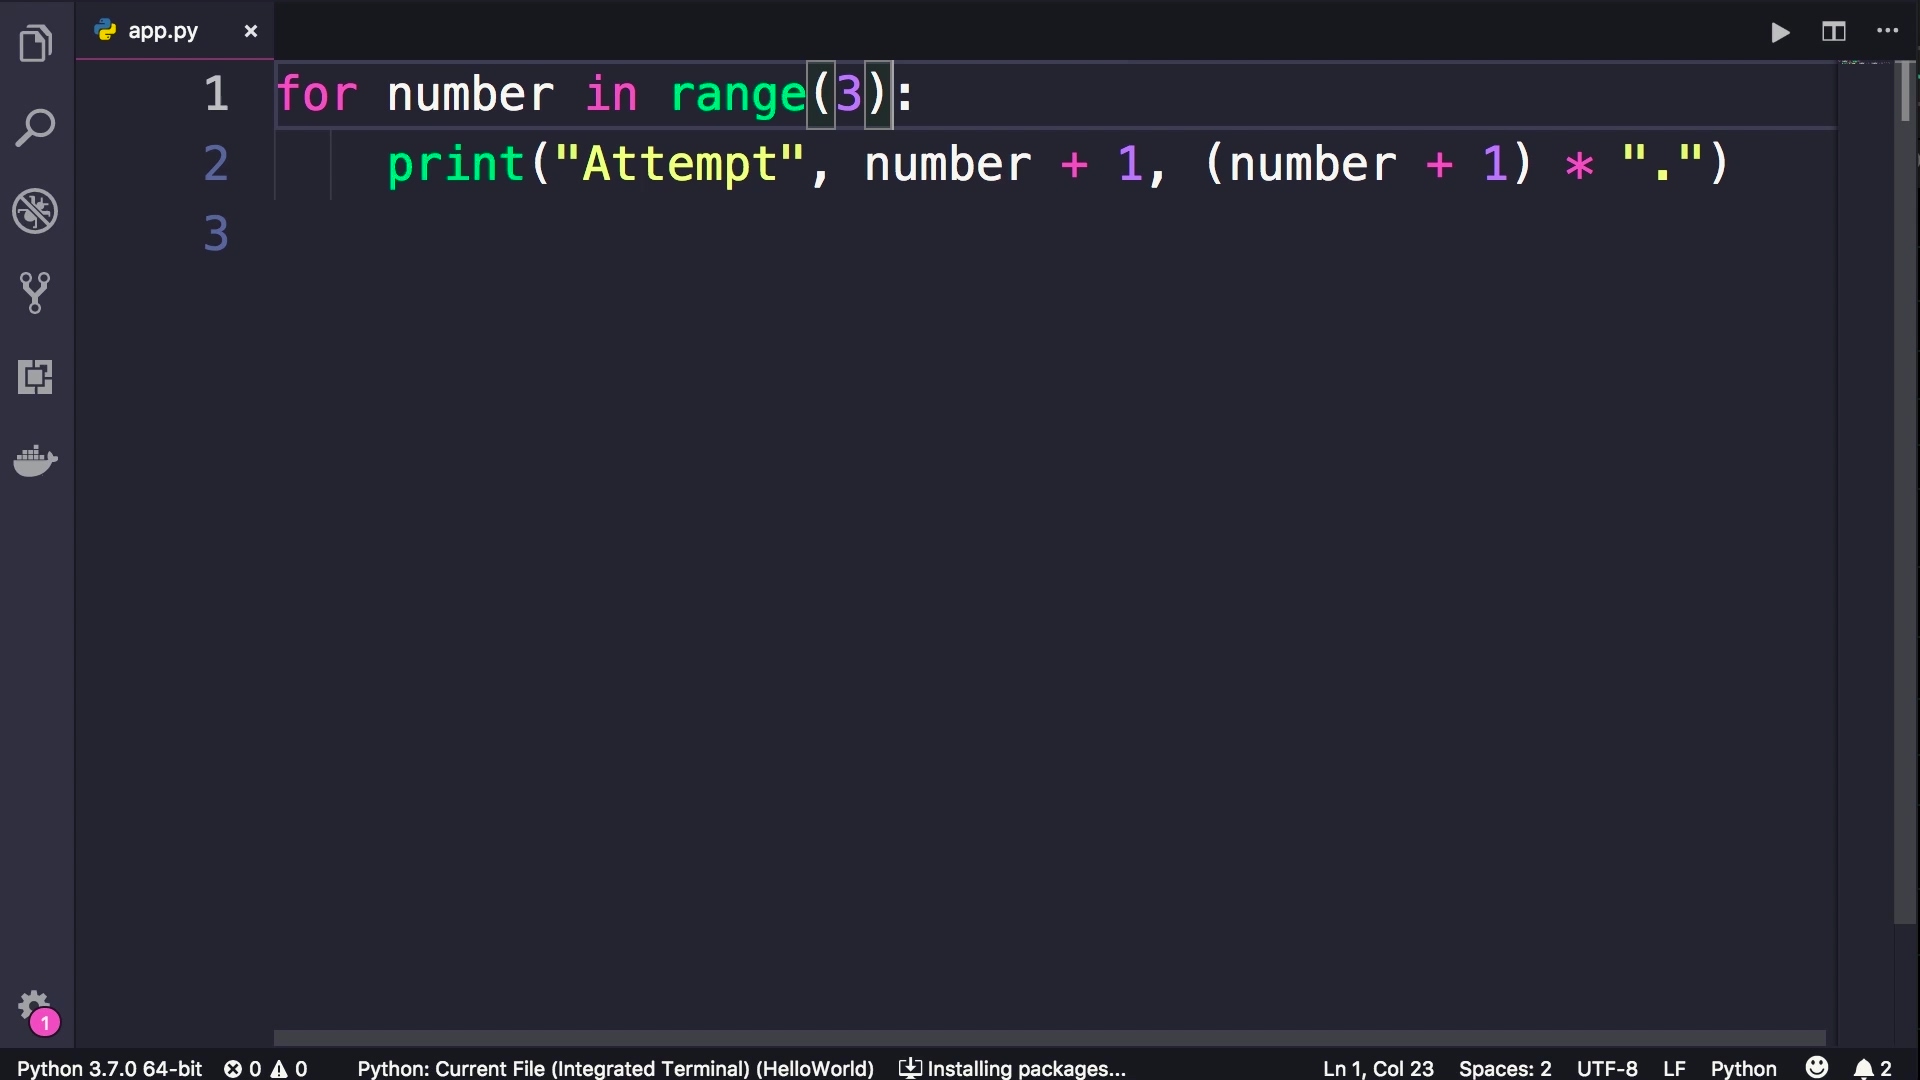 app.py ×
1 for number in range(3):
2 print("Attempt", number + 1, (number + 1) * ".")
3
1
Python 3.7.0 64-bit 0 0 Python: Current File (Integrated Terminal) (HelloWorld) Installing packages... Ln 1, Col 23 Spaces: 2 UTF-8 LF Python 2